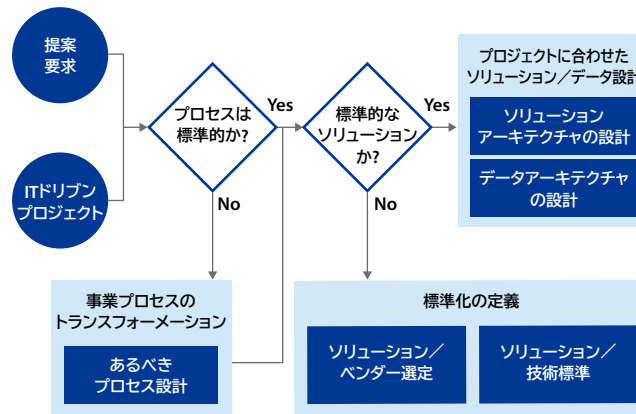 提案
要求
ITドリブン
プロジェクト
プロセスは
標準的か?
Yes
No
標準的な
ソリューション
か?
Yes
No
プロジェクトに合わせた
ソリューション／データ設計
ソリューション
アーキテクチャの設計
データアーキテクチャ
の設計
事業プロセスの
トランスフォーメーション
あるべき
プロセス設計
標準化の定義
ソリューション／
ベンダー選定
ソリューション／
技術標準